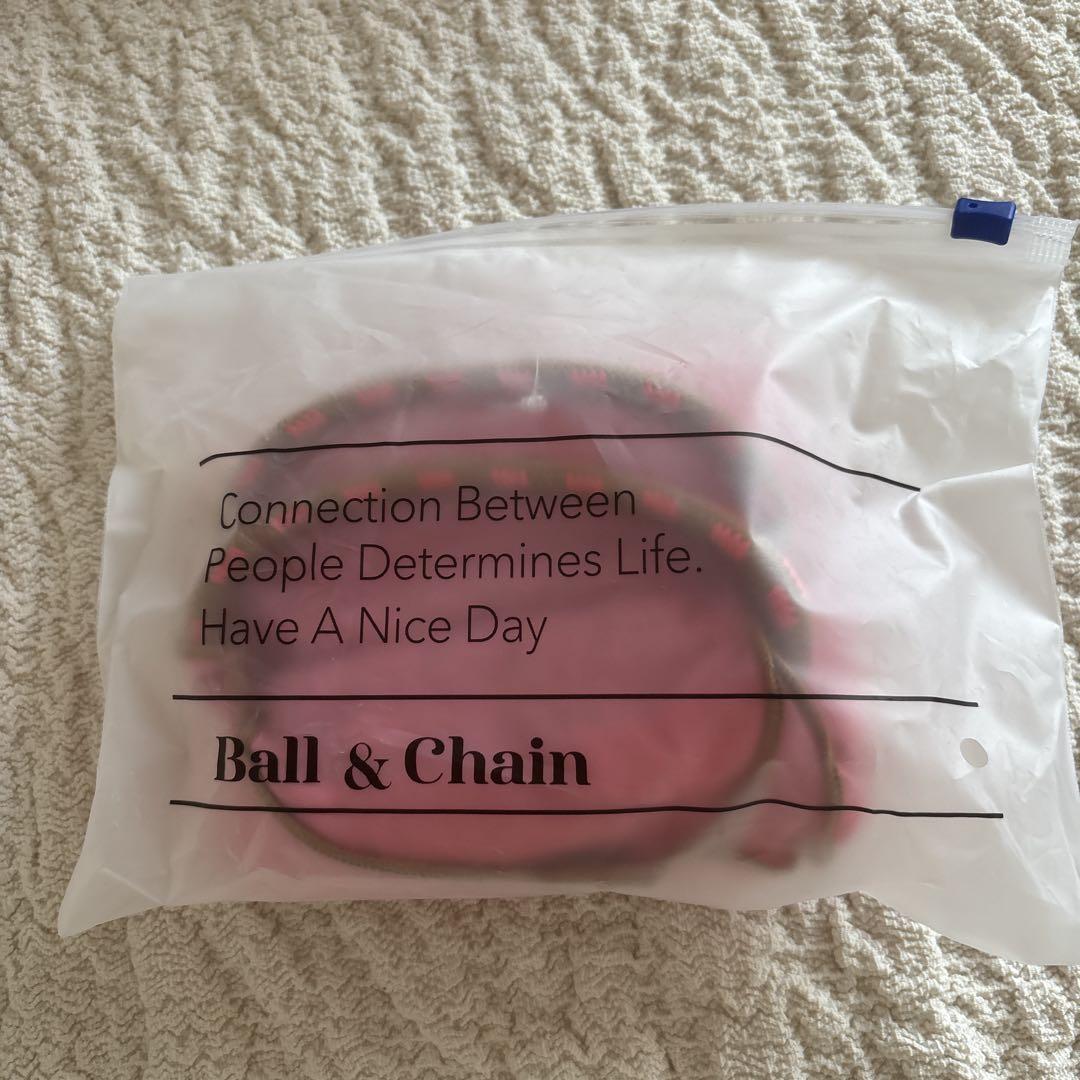 Connection Between
People Determines Life.
Have A Nice Day
Ball & Chain